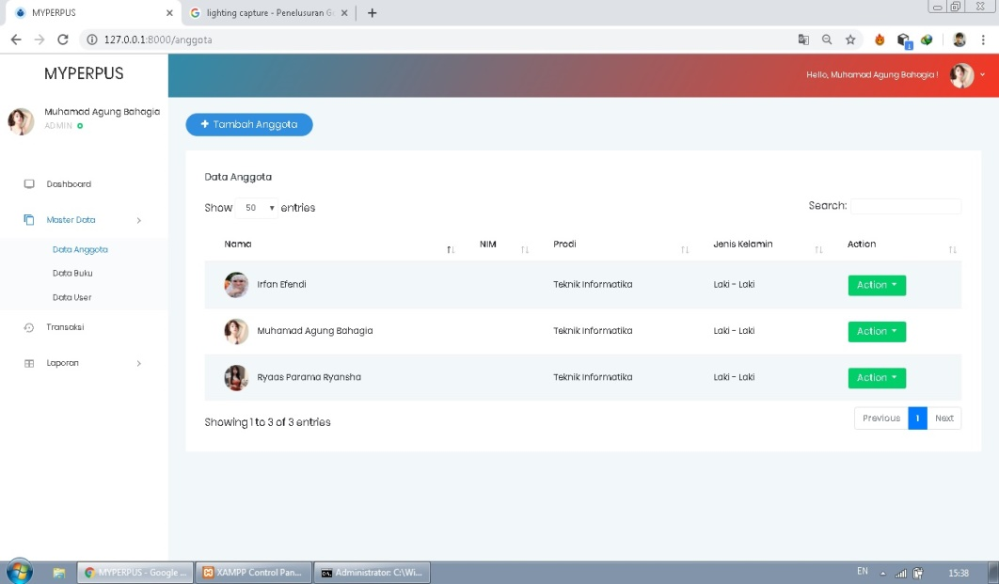 MYPERPUS
lighting capture - Penelusuran Go
127.0.0.1:8000/anggota
MYPERPUS
Hello, Muhamad Agung Bahagia !
Muhamad Agung Bahagia
ADMIN
Dashboard
Master Data
Data Anggota
Data Buku
Data User
Transaksi
Laporan
+ Tambah Anggota
Data Anggota
Show 50 entries
Search:
Nama NIM Prodi Jenis Kelamin Action
Irfan Efendi Teknik Informatika Laki - Laki Action
Muhamad Agung Bahagia Teknik Informatika Laki - Laki Action
Ryaas Parama Ryansha Teknik Informatika Laki - Laki Action
Showing 1 to 3 of 3 entries
Previous 1 Next
MYPERPUS - Google ... XAMPP Control Pan... Administrator: C:\Wi... EN 15:38